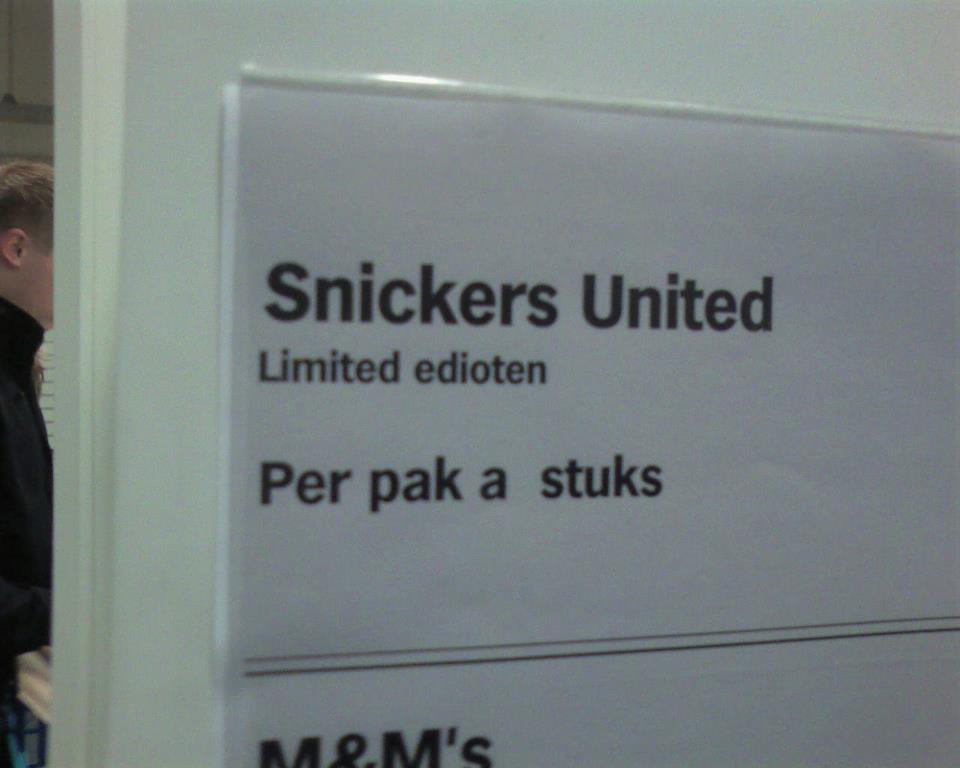 Snickers United
Limited edioten
Per pak a stuks
M&M's